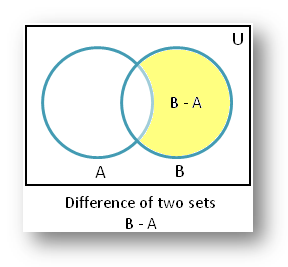 U
B - A
A
B
Difference of two sets
B - A